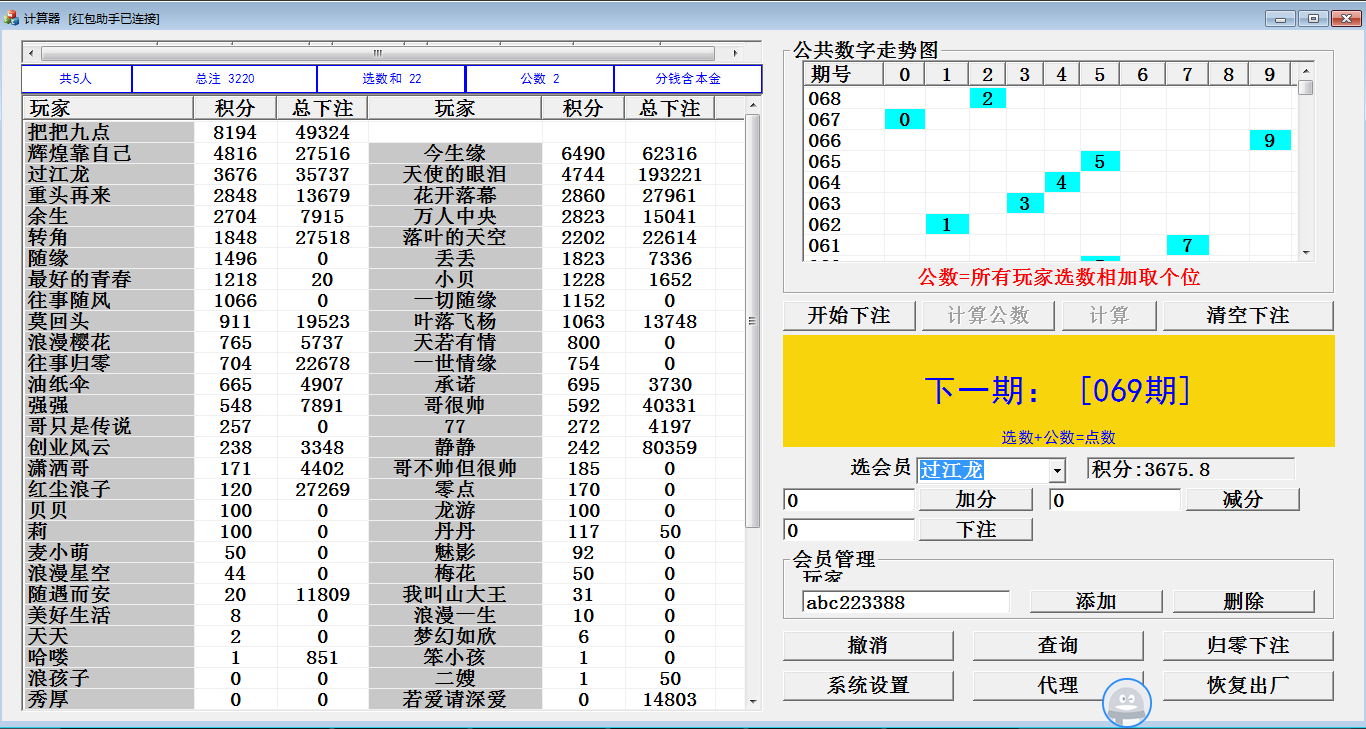 计算器 [红包助手已连接]
共5人 总注 3220 选数和 22 公数 2 分钱含本金
玩家 积分 总下注 玩家 积分 总下注
把把九点 8194 49324
辉煌靠自己 4816 27516 今生缘 6490 62316
过江龙 3676 35737 天使的眼泪 4744 193221
重头再来 2848 13679 花开落幕 2860 27961
余生 2704 7915 万人中央 2823 15041
转角 1848 27518 落叶的天空 2202 22614
随缘 1496 0 丢丢 1823 7336
最好的青春 1218 20 小贝 1228 1652
往事随风 1066 0 一切随缘 1152 0
莫回头 911 19523 叶落飞杨 1063 13748
浪漫樱花 765 5737 天若有情 800 0
往事归零 704 22678 一世情缘 754 0
油纸伞 665 4907 承诺 695 3730
强强 548 7891 哥很帅 592 40331
哥只是传说 257 0 77 272 4197
创业风云 238 3348 静静 242 80359
潇洒哥 171 4402 哥不帅但很帅 185 0
红尘浪子 120 27269 零点 170 0
贝贝 100 0 龙游 100 0
莉 100 0 丹丹 117 50
麦小萌 50 0 魅影 92 0
浪漫星空 44 0 梅花 50 0
随遇而安 20 11809 我叫山大王 31 0
美好生活 8 0 浪漫一生 10 0
天天 2 0 梦幻如欣 6 0
哈喽 1 851 笨小孩 1 0
浪孩子 0 0 二嫂 1 50
秀厚 0 0 若爱请深爱 0 14803
公共数字走势图
期号 0 1 2 3 4 5 6 7 8 9
068 2
067 0
066 9
065 5
064 4
063 3
062 1
061 7
公数=所有玩家选数相加取个位
开始下注 计算公数 计算 清空下注
下一期： [069期]
选数+公数=点数
选会员 过江龙 积分:3675.8
0 加分 0 减分
0 下注
会员管理
玩家
abc223388 添加 删除
撤消 查询 归零下注
系统设置 代理 恢复出厂